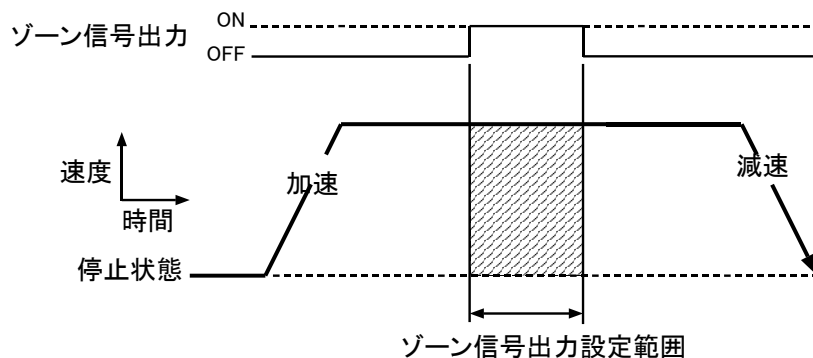 ON
ゾーン信号出力
OFF
速度
時間
加速
減速
停止状態
ゾーン信号出力設定範囲